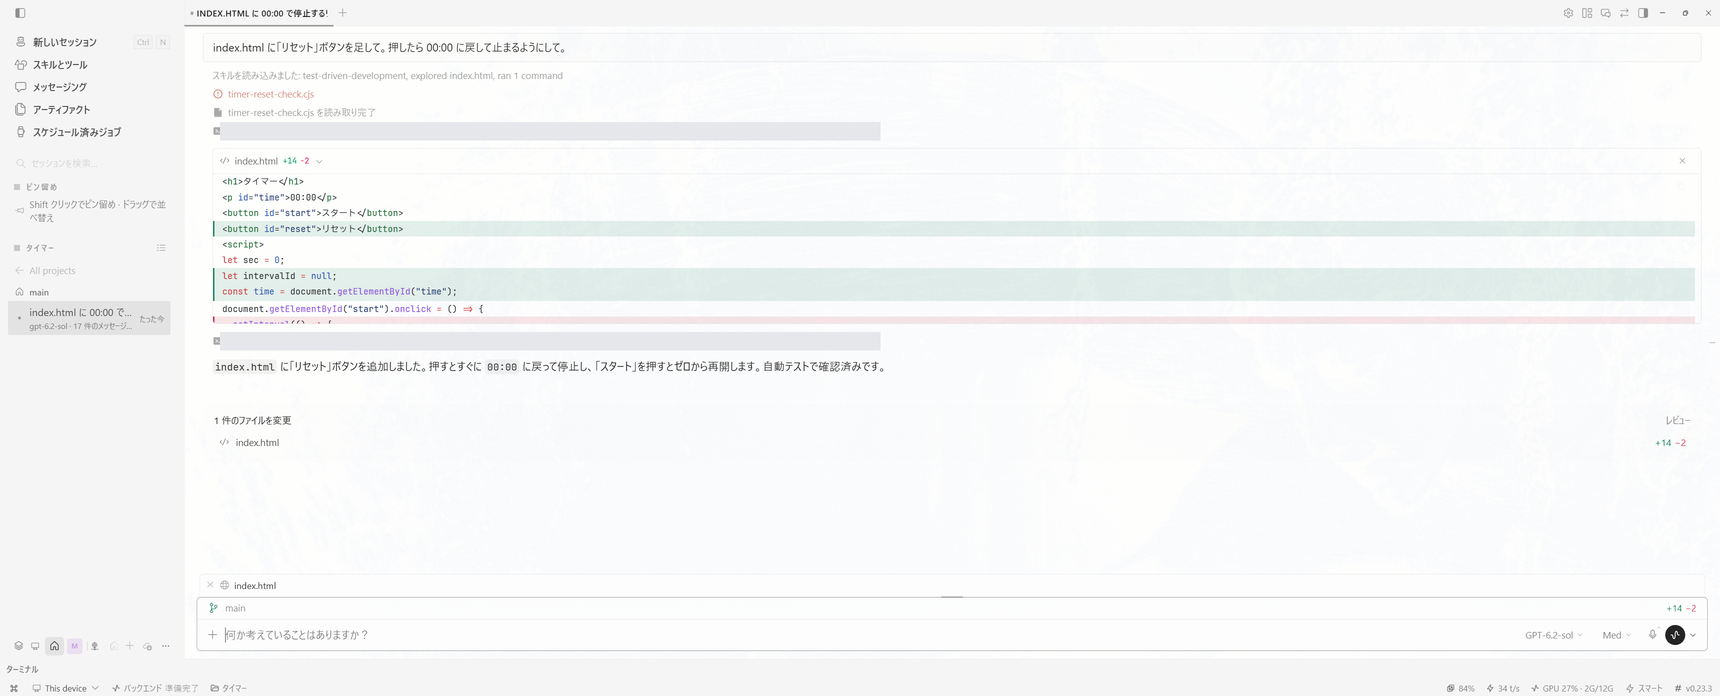 INDEX.HTML に 00:00 で停止する!
新しいセッション Ctrl N
スキルとツール
メッセージング
アーティファクト
スケジュール済みジョブ
セッションを検索...
ピン留め
Shift クリックでピン留め · ドラッグで並べ替え
タイマー
All projects
main
index.html に 00:00 で...
gpt-6.2-sol · 17 件のメッセージ... たった今
index.html に「リセット」ボタンを足して。押したら 00:00 に戻して止まるようにして。
スキルを読み込みました: test-driven-development, explored index.html, ran 1 command
timer-reset-check.cjs
timer-reset-check.cjs を読み取り完了
index.html +14 -2
<h1>タイマー</h1>
<p id="time">00:00</p>
<button id="start">スタート</button>
<button id="reset">リセット</button>
<script>
let sec = 0;
let intervalId = null;
const time = document.getElementById("time");
document.getElementById("start").onclick = () => {
index.html に「リセット」ボタンを追加しました。押すとすぐに 00:00 に戻って停止し、「スタート」を押すとゼロから再開します。自動テストで確認済みです。
1 件のファイルを変更 レビュー
index.html +14 -2
index.html
main +14 -2
何か考えていることはありますか？ GPT-6.2-sol Med
M
ターミナル
This device バックエンド 準備完了 タイマー 84% 34 t/s GPU 27% · 2G/12G スマート # v0.23.3